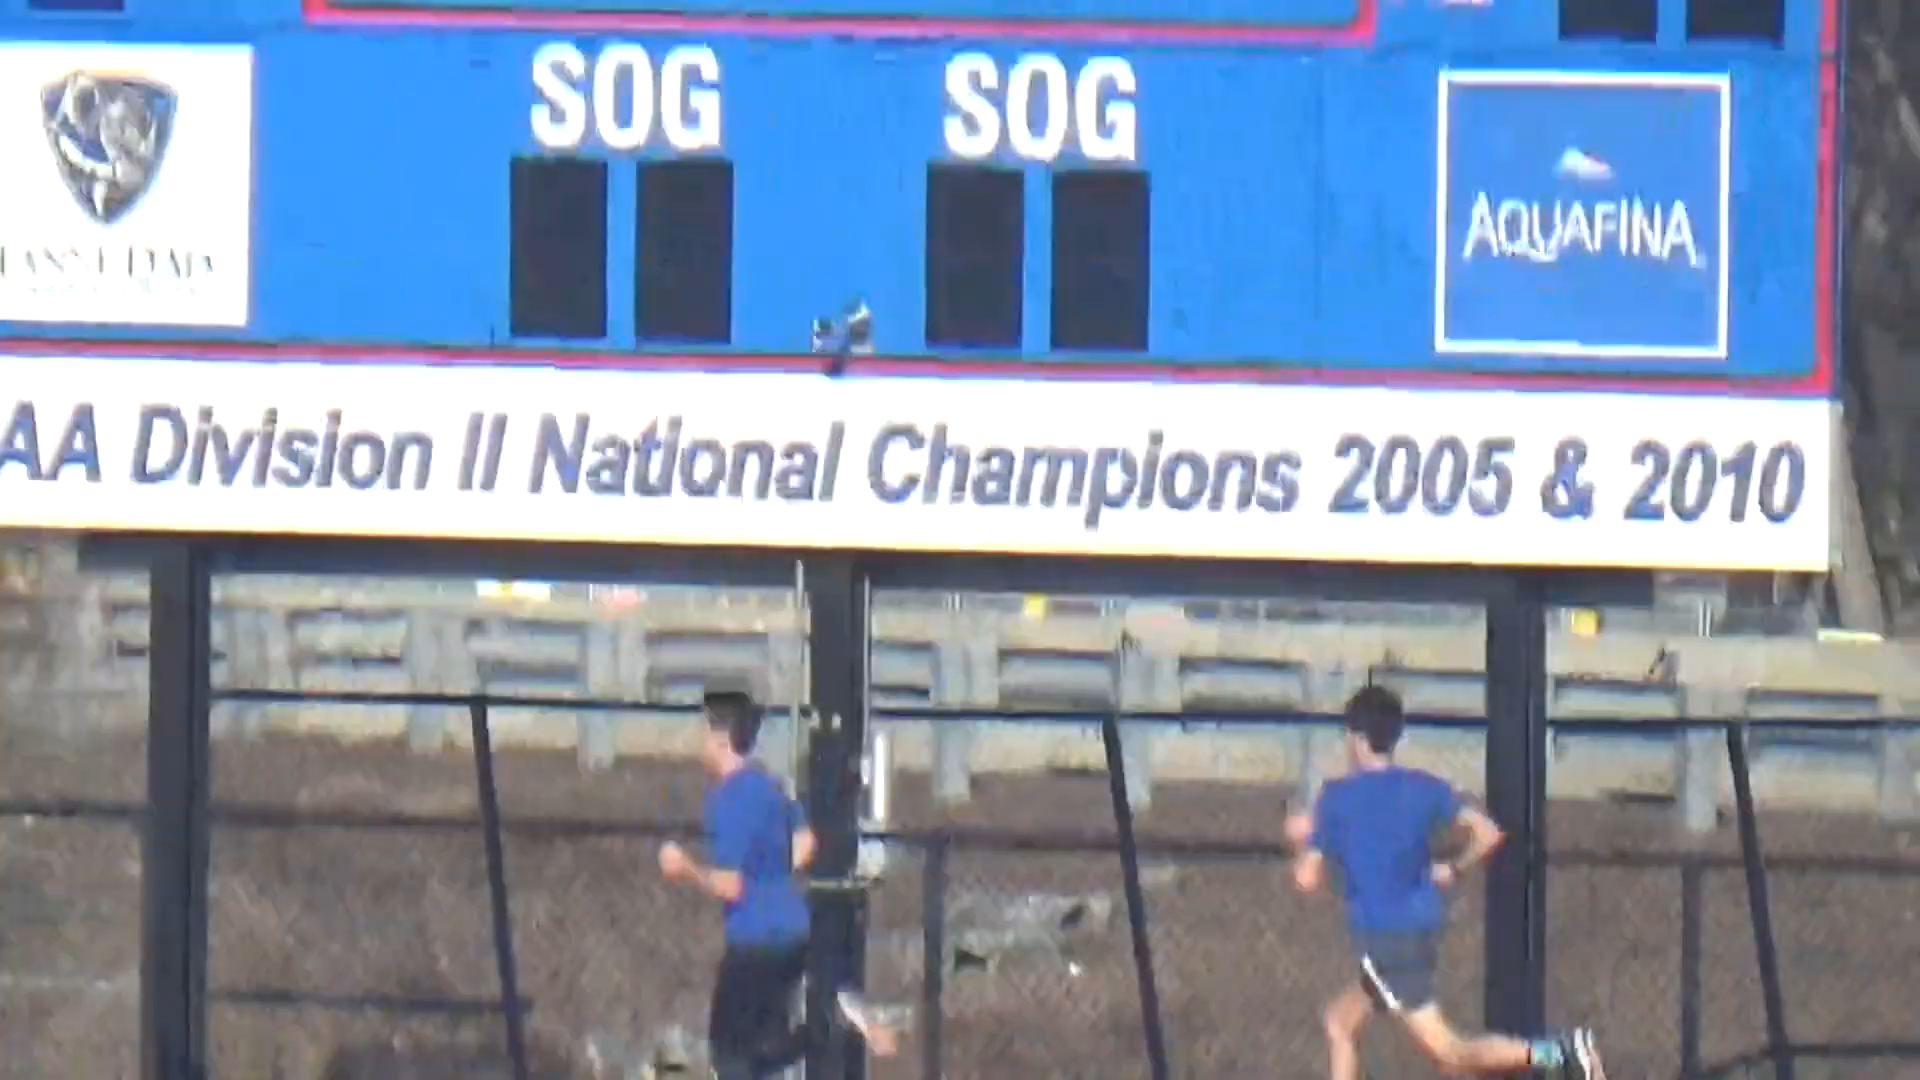 SOG SOG
AQUAFINA
AA Division II National Champions 2005 & 2010